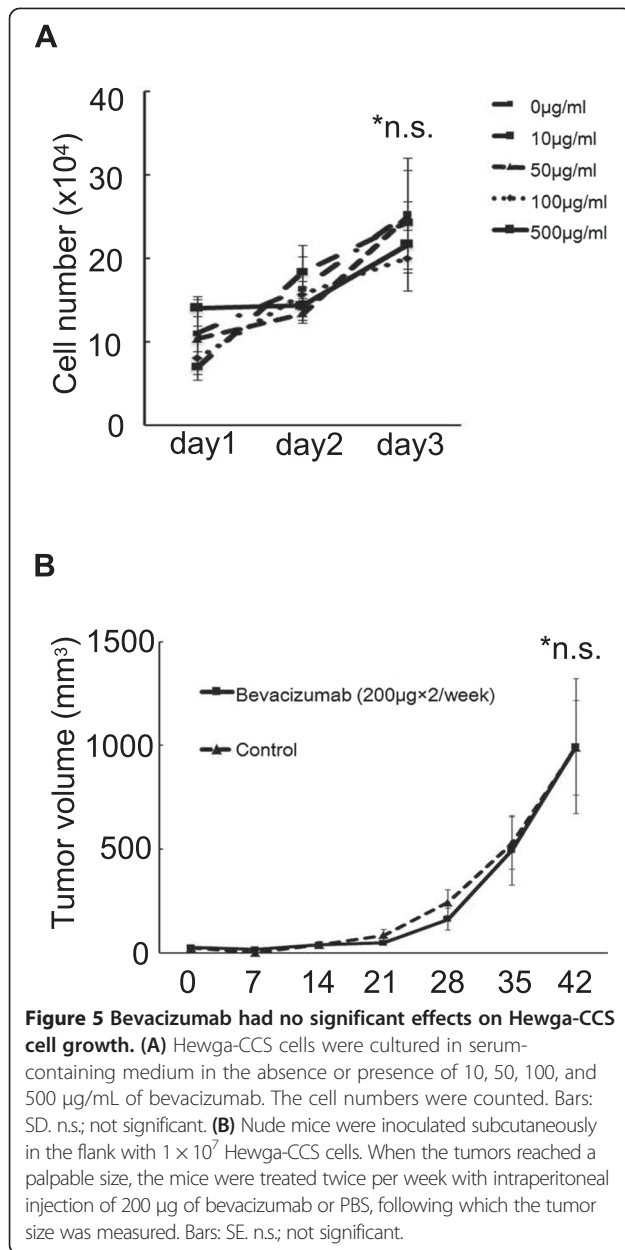 A
40
30
20
10
0
Cell number (x10⁴)
*n.s.
0µg/ml
10µg/ml
50µg/ml
100µg/ml
500µg/ml
day1 day2 day3
B
1500
1000
500
0
Tumor volume (mm³)
*n.s.
Bevacizumab (200µg×2/week)
Control
0 7 14 21 28 35 42
Figure 5 Bevacizumab had no significant effects on Hewga-CCS
cell growth. (A) Hewga-CCS cells were cultured in serum-
containing medium in the absence or presence of 10, 50, 100, and
500 µg/mL of bevacizumab. The cell numbers were counted. Bars:
SD. n.s.; not significant. (B) Nude mice were inoculated subcutaneously
in the flank with 1 × 10⁷ Hewga-CCS cells. When the tumors reached a
palpable size, the mice were treated twice per week with intraperitoneal
injection of 200 µg of bevacizumab or PBS, following which the tumor
size was measured. Bars: SE. n.s.; not significant.